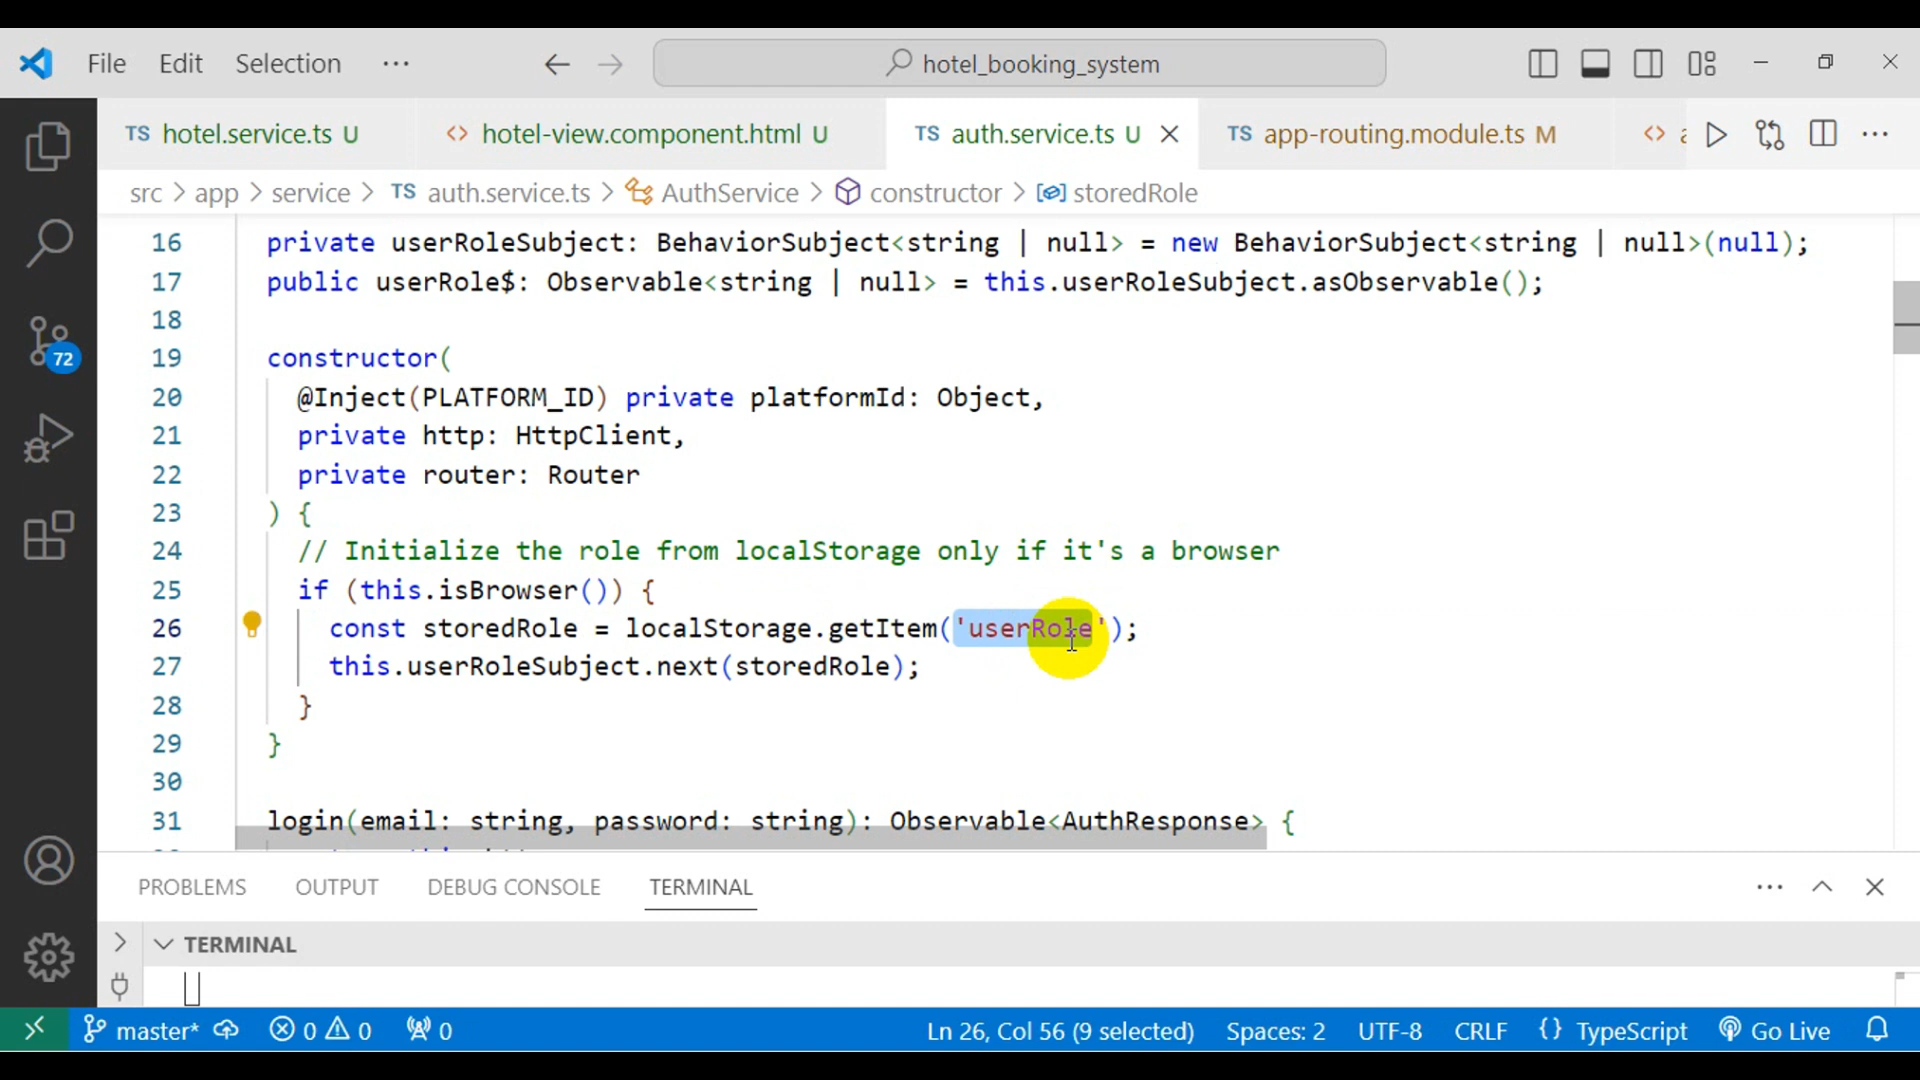 File Edit Selection ··· hotel_booking_system
TS hotel.service.ts U <> hotel-view.component.html U TS auth.service.ts U TS app-routing.module.ts M <>
src > app > service > TS auth.service.ts > AuthService > constructor > storedRole
16 private userRoleSubject: BehaviorSubject<string | null> = new BehaviorSubject<string | null>(null);
17 public userRole$: Observable<string | null> = this.userRoleSubject.asObservable();
18
19 constructor(
20 @Inject(PLATFORM_ID) private platformId: Object,
21 private http: HttpClient,
22 private router: Router
23 ) {
24 // Initialize the role from localStorage only if it's a browser
25 if (this.isBrowser()) {
26 const storedRole = localStorage.getItem('userRole');
27 this.userRoleSubject.next(storedRole);
28 }
29 }
30
31 login(email: string, password: string): Observable<AuthResponse> {
72
PROBLEMS OUTPUT DEBUG CONSOLE TERMINAL
TERMINAL
master* 0 0 0 Ln 26, Col 56 (9 selected) Spaces: 2 UTF-8 CRLF {} TypeScript Go Live